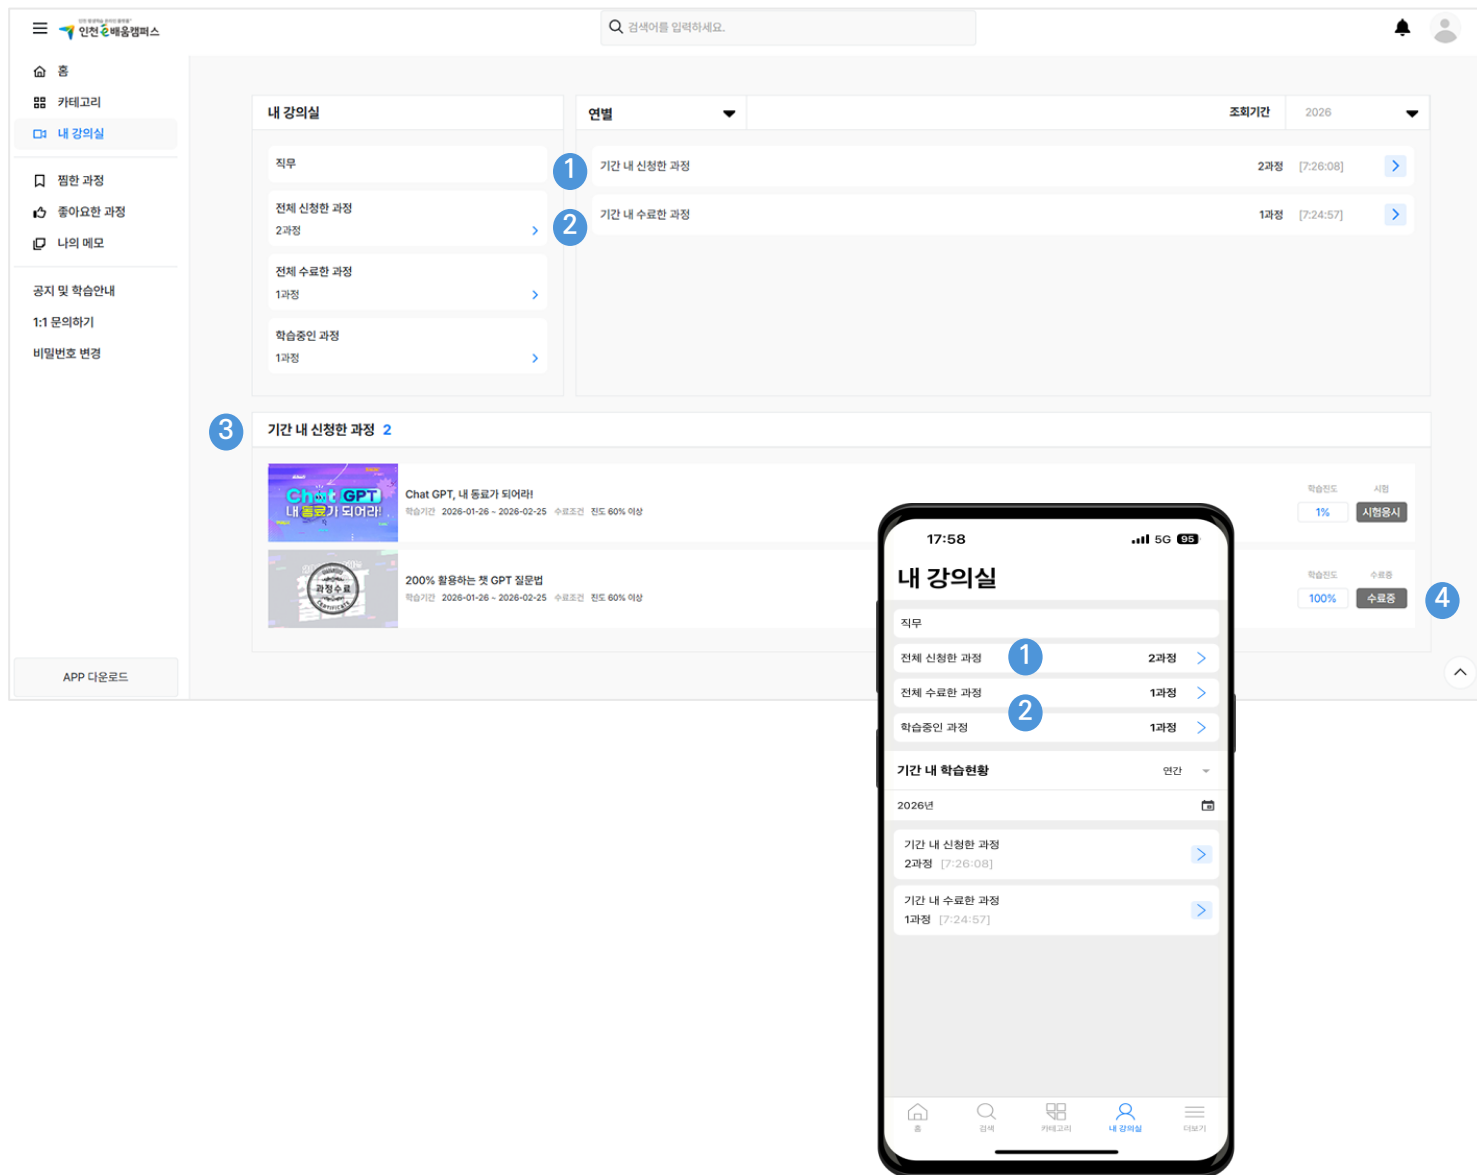 인천 평생학습 온라인 플랫폼
인천e배움캠퍼스
검색어를 입력하세요.
홈
카테고리
내 강의실
찜한 과정
좋아요한 과정
나의 메모
공지 및 학습안내
1:1 문의하기
비밀번호 변경
APP 다운로드
내 강의실
직무
전체 신청한 과정
2과정
전체 수료한 과정
1과정
학습중인 과정
1과정
연별
조회기간 2026
1 기간 내 신청한 과정 2과정 [7:26:08]
2 기간 내 수료한 과정 1과정 [7:24:57]
3 기간 내 신청한 과정 2
Chat GPT
내 동료가 되어라!
Chat GPT, 내 동료가 되어라!
학습기간 2026-01-26 ~ 2026-02-25 수료조건 진도 60% 이상
학습진도 시험
1% 시험응시
과정수료
CERTIFICATE
200% 활용하는 챗 GPT 질문법
학습기간 2026-01-26 ~ 2026-02-25 수료조건 진도 60% 이상
학습진도 수료증
100% 수료증 4
17:58 5G 95
내 강의실
직무
전체 신청한 과정 1 2과정
전체 수료한 과정 1과정
2
학습중인 과정 1과정
기간 내 학습현황 연간
2026년
기간 내 신청한 과정
2과정 [7:26:08]
기간 내 수료한 과정
1과정 [7:24:57]
홈 검색 카테고리 내 강의실 더보기